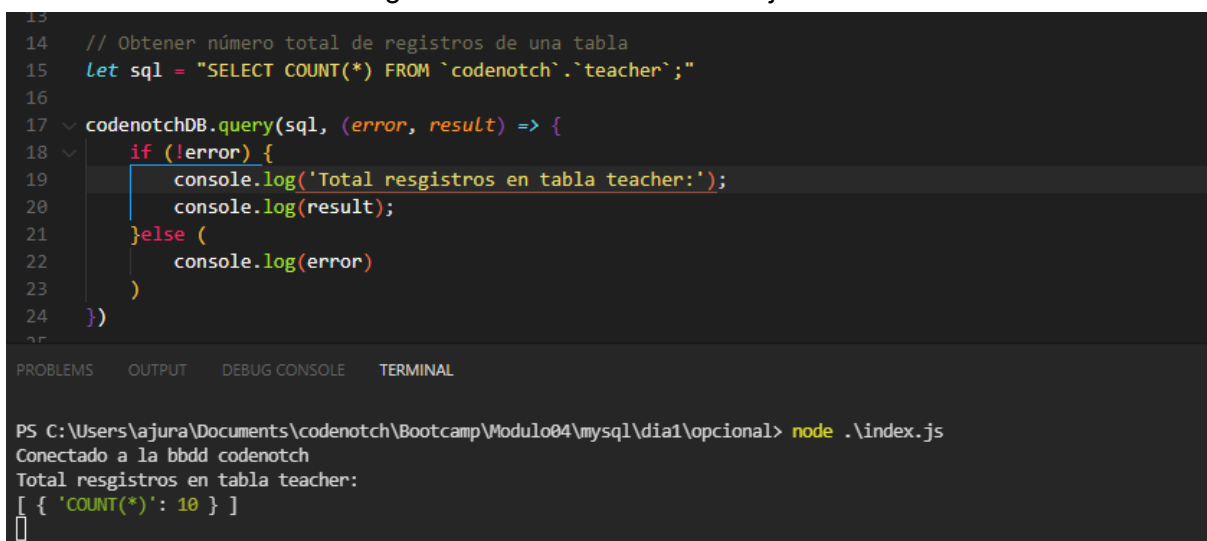 13
14 // Obtener número total de registros de una tabla
15 let sql = "SELECT COUNT(*) FROM `codenotch`.`teacher`;"
16
17 codenotchDB.query(sql, (error, result) => {
18 if (!error) {
19 console.log('Total resgistros en tabla teacher:');
20 console.log(result);
21 }else (
22 console.log(error)
23 )
24 })
25
PROBLEMS OUTPUT DEBUG CONSOLE TERMINAL
PS C:\Users\ajura\Documents\codenotch\Bootcamp\Modulo04\mysql\dia1\opcional> node .\index.js
Conectado a la bbdd codenotch
Total resgistros en tabla teacher:
[ { 'COUNT(*)': 10 } ]